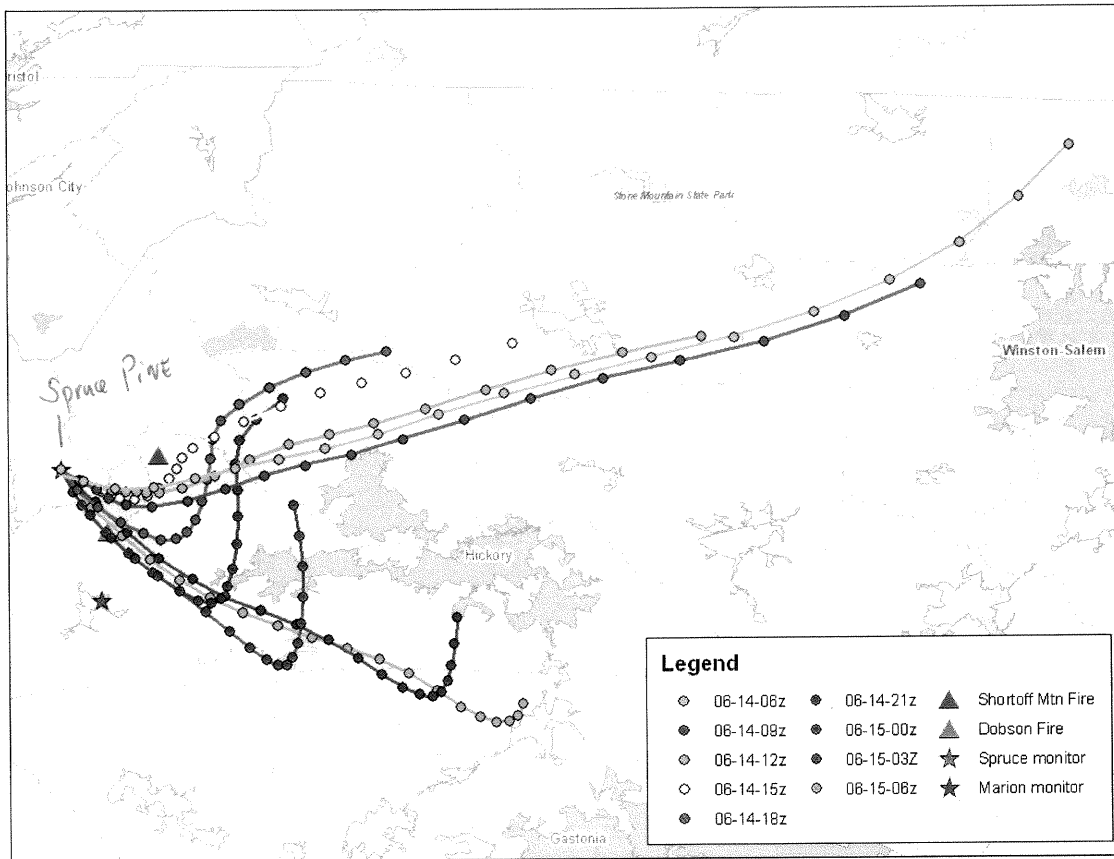 ristol
ohnson City
Stone Mountain State Park
Winston-Salem
Spruce PiNE
Hickory
Gastonia
Legend
06-14-06z
06-14-09z
06-14-12z
06-14-15z
06-14-18z
06-14-21z
06-15-00z
06-15-03Z
06-15-06z
Shortoff Mtn Fire
Dobson Fire
Spruce monitor
Marion monitor